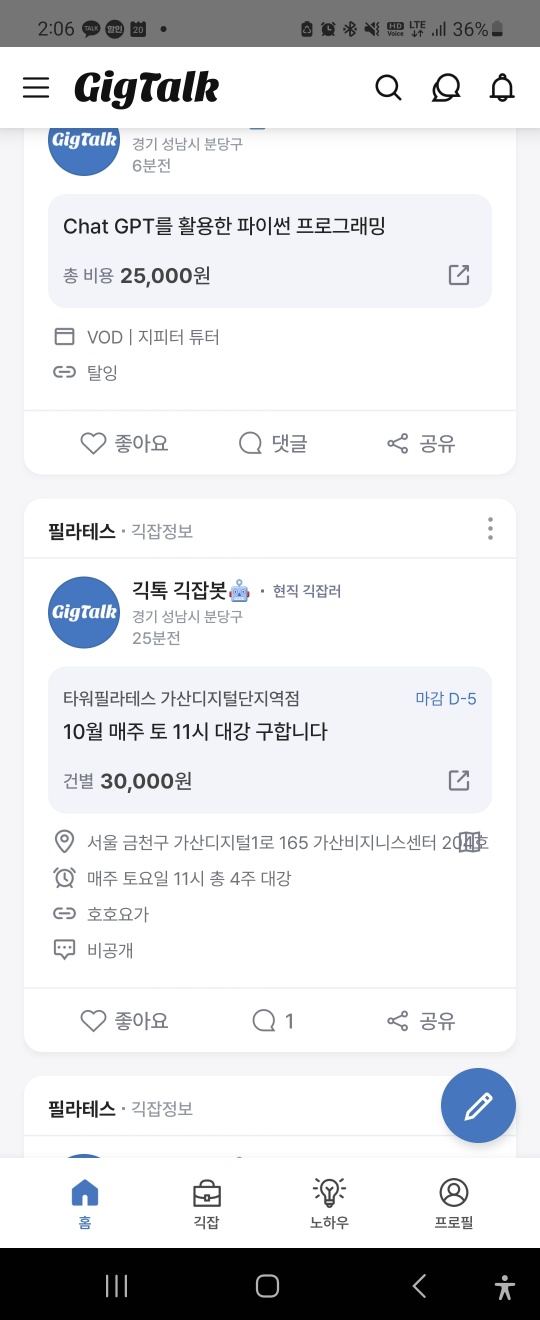 2:06 TALK 알인 20 36%
HD Voice LTE
GigTalk
GigTalk
경기 성남시 분당구
6분전
Chat GPT를 활용한 파이썬 프로그래밍
총 비용 25,000원
VOD | 지피터 튜터
탈잉
좋아요 댓글 공유
필라테스 · 긱잡정보
GigTalk
긱톡 긱잡봇 · 현직 긱잡러
경기 성남시 분당구
25분전
타워필라테스 가산디지털단지역점 마감 D-5
10월 매주 토 11시 대강 구합니다
건별 30,000원
서울 금천구 가산디지털1로 165 가산비지니스센터 204호
매주 토요일 11시 총 4주 대강
호호요가
비공개
좋아요 1 공유
필라테스 · 긱잡정보
홈 긱잡 노하우 프로필